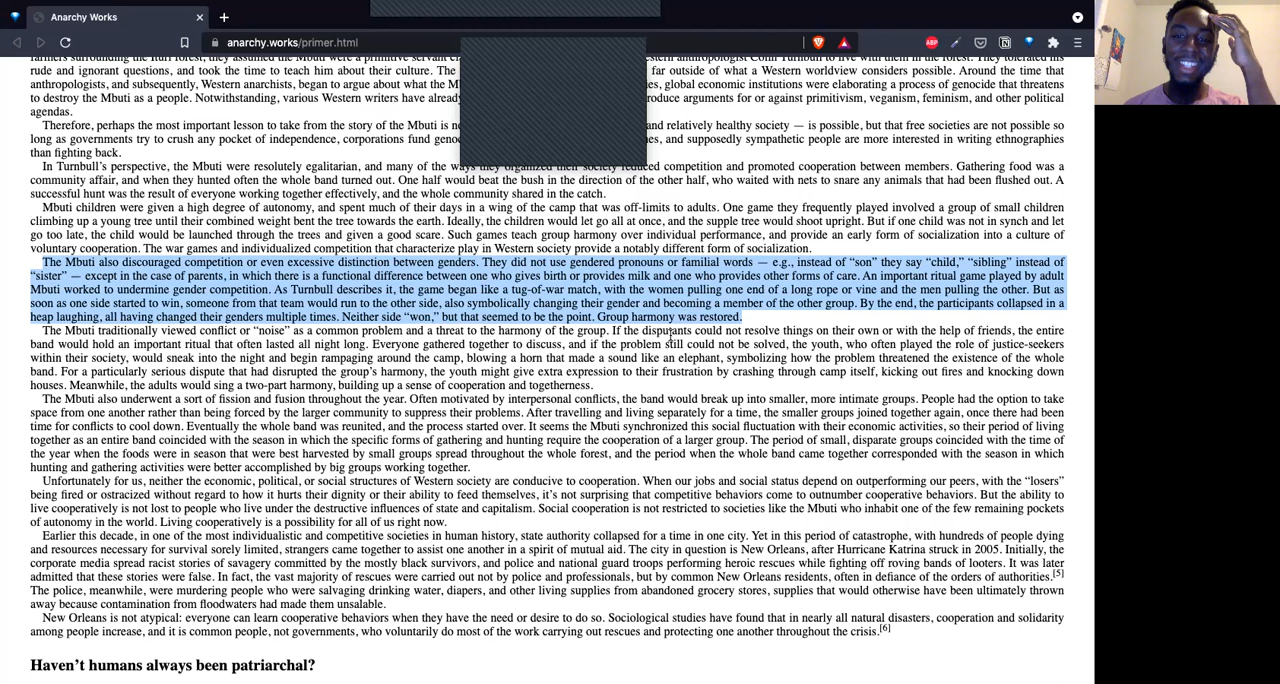 Anarchy Works
anarchy.works/primer.html
ABP
farmers surrounding the Ituri forest, they assumed the Mbuti were a primitive servant
stern anthropologist Colin Turnbull to live with them in the forest. They tolerated his
rude and ignorant questions, and took the time to teach him about their culture. The
far outside of what a Western worldview considers possible. Around the time that
anthropologists, and subsequently, Western anarchists, began to argue about what the M
es, global economic institutions were elaborating a process of genocide that threatens
to destroy the Mbuti as a people. Notwithstanding, various Western writers have already
produce arguments for or against primitivism, veganism, feminism, and other political
agendas.
Therefore, perhaps the most important lesson to take from the story of the Mbuti is n
and relatively healthy society — is possible, but that free societies are not possible so
long as governments try to crush any pocket of independence, corporations fund geno
nes, and supposedly sympathetic people are more interested in writing ethnographies
than fighting back.
In Turnbull’s perspective, the Mbuti were resolutely egalitarian, and many of the ways they organized their society reduced competition and promoted cooperation between members. Gathering food was a
community affair, and when they hunted often the whole band turned out. One half would beat the bush in the direction of the other half, who waited with nets to snare any animals that had been flushed out. A
successful hunt was the result of everyone working together effectively, and the whole community shared in the catch.
Mbuti children were given a high degree of autonomy, and spent much of their days in a wing of the camp that was off-limits to adults. One game they frequently played involved a group of small children
climbing up a young tree until their combined weight bent the tree towards the earth. Ideally, the children would let go all at once, and the supple tree would shoot upright. But if one child was not in synch and let
go too late, the child would be launched through the trees and given a good scare. Such games teach group harmony over individual performance, and provide an early form of socialization into a culture of
voluntary cooperation. The war games and individualized competition that characterize play in Western society provide a notably different form of socialization.
The Mbuti also discouraged competition or even excessive distinction between genders. They did not use gendered pronouns or familial words — e.g., instead of “son” they say “child,” “sibling” instead of
“sister” — except in the case of parents, in which there is a functional difference between one who gives birth or provides milk and one who provides other forms of care. An important ritual game played by adult
Mbuti worked to undermine gender competition. As Turnbull describes it, the game began like a tug-of-war match, with the women pulling one end of a long rope or vine and the men pulling the other. But as
soon as one side started to win, someone from that team would run to the other side, also symbolically changing their gender and becoming a member of the other group. By the end, the participants collapsed in a
heap laughing, all having changed their genders multiple times. Neither side “won,” but that seemed to be the point. Group harmony was restored.
The Mbuti traditionally viewed conflict or “noise” as a common problem and a threat to the harmony of the group. If the disputants could not resolve things on their own or with the help of friends, the entire
band would hold an important ritual that often lasted all night long. Everyone gathered together to discuss, and if the problem still could not be solved, the youth, who often played the role of justice-seekers
within their society, would sneak into the night and begin rampaging around the camp, blowing a horn that made a sound like an elephant, symbolizing how the problem threatened the existence of the whole
band. For a particularly serious dispute that had disrupted the group’s harmony, the youth might give extra expression to their frustration by crashing through camp itself, kicking out fires and knocking down
houses. Meanwhile, the adults would sing a two-part harmony, building up a sense of cooperation and togetherness.
The Mbuti also underwent a sort of fission and fusion throughout the year. Often motivated by interpersonal conflicts, the band would break up into smaller, more intimate groups. People had the option to take
space from one another rather than being forced by the larger community to suppress their problems. After travelling and living separately for a time, the smaller groups joined together again, once there had been
time for conflicts to cool down. Eventually the whole band was reunited, and the process started over. It seems the Mbuti synchronized this social fluctuation with their economic activities, so their period of living
together as an entire band coincided with the season in which the specific forms of gathering and hunting require the cooperation of a larger group. The period of small, disparate groups coincided with the time of
the year when the foods were in season that were best harvested by small groups spread throughout the whole forest, and the period when the whole band came together corresponded with the season in which
hunting and gathering activities were better accomplished by big groups working together.
Unfortunately for us, neither the economic, political, or social structures of Western society are conducive to cooperation. When our jobs and social status depend on outperforming our peers, with the “losers”
being fired or ostracized without regard to how it hurts their dignity or their ability to feed themselves, it’s not surprising that competitive behaviors come to outnumber cooperative behaviors. But the ability to
live cooperatively is not lost to people who live under the destructive influences of state and capitalism. Social cooperation is not restricted to societies like the Mbuti who inhabit one of the few remaining pockets
of autonomy in the world. Living cooperatively is a possibility for all of us right now.
Earlier this decade, in one of the most individualistic and competitive societies in human history, state authority collapsed for a time in one city. Yet in this period of catastrophe, with hundreds of people dying
and resources necessary for survival sorely limited, strangers came together to assist one another in a spirit of mutual aid. The city in question is New Orleans, after Hurricane Katrina struck in 2005. Initially, the
corporate media spread racist stories of savagery committed by the mostly black survivors, and police and national guard troops performing heroic rescues while fighting off roving bands of looters. It was later
admitted that these stories were false. In fact, the vast majority of rescues were carried out not by police and professionals, but by common New Orleans residents, often in defiance of the orders of authorities.[5]
The police, meanwhile, were murdering people who were salvaging drinking water, diapers, and other living supplies from abandoned grocery stores, supplies that would otherwise have been ultimately thrown
away because contamination from floodwaters had made them unsalable.
New Orleans is not atypical: everyone can learn cooperative behaviors when they have the need or desire to do so. Sociological studies have found that in nearly all natural disasters, cooperation and solidarity
among people increase, and it is common people, not governments, who voluntarily do most of the work carrying out rescues and protecting one another throughout the crisis.[6]
Haven’t humans always been patriarchal?